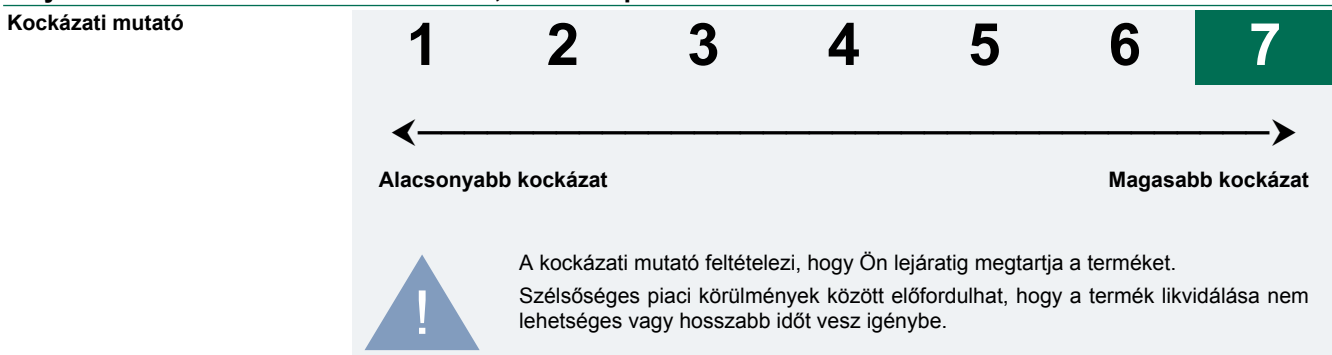 Kockázati mutató
1 2 3 4 5 6 7
Alacsonyabb kockázat Magasabb kockázat
! A kockázati mutató feltételezi, hogy Ön lejáratig megtartja a terméket.
Szélsőséges piaci körülmények között előfordulhat, hogy a termék likvidálása nem
lehetséges vagy hosszabb időt vesz igénybe.